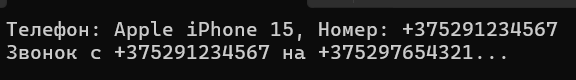 Телефон: Apple iPhone 15, Номер: +375291234567
Звонок с +375291234567 на +375297654321...